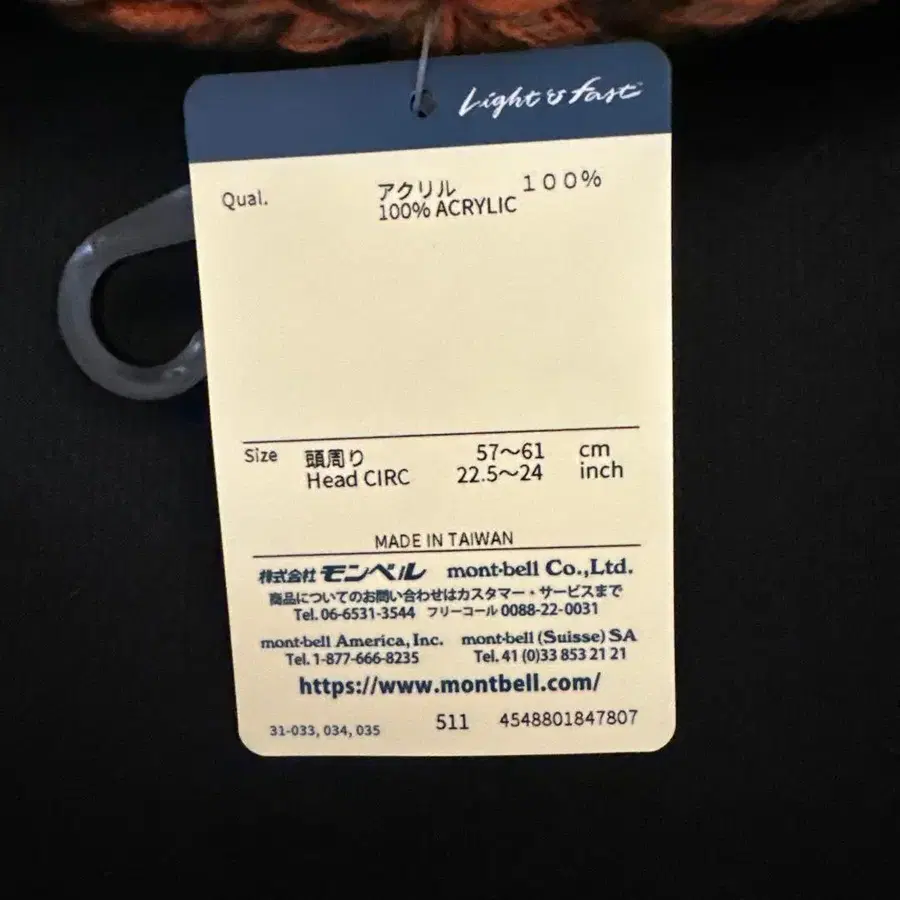 Light & fast™
Qual. アクリル 100%
100% ACRYLIC
Size 頭周り 57～61 cm
Head CIRC 22.5～24 inch
MADE IN TAIWAN
株式会社 モンベル mont-bell Co.,Ltd.
商品についてのお問い合わせはカスタマー・サービスまで
Tel. 06-6531-3544 フリーコール 0088-22-0031
mont-bell America, Inc. mont-bell (Suisse) SA
Tel. 1-877-666-8235 Tel. 41 (0)33 853 21 21
https://www.montbell.com/
31-033, 034, 035 511 4548801847807